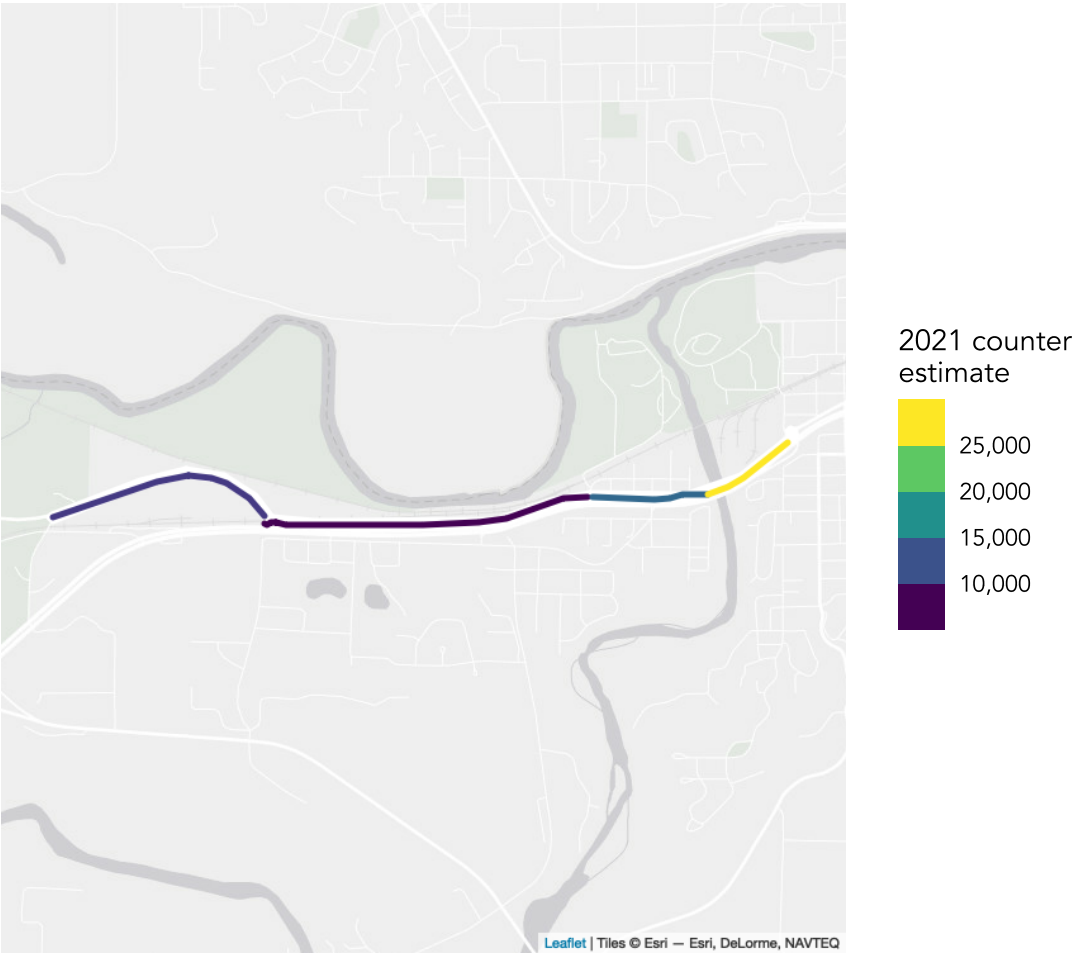 2021 counter
estimate
25,000
20,000
15,000
10,000
Leaflet | Tiles © Esri — Esri, DeLorme, NAVTEQ